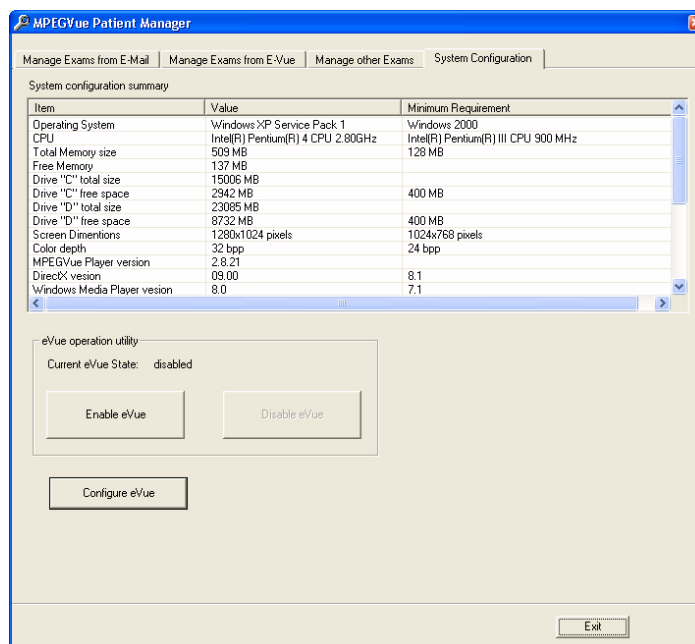 MPEGVue Patient Manager
Manage Exams from E-Mail Manage Exams from E-Vue Manage other Exams System Configuration
System configuration summary
Item Value Minimum Requirement
Operating System Windows XP Service Pack 1 Windows 2000
CPU Intel(R) Pentium(R) 4 CPU 2.80GHz Intel(R) Pentium(R) III CPU 900 MHz
Total Memory size 509 MB 128 MB
Free Memory 137 MB
Drive "C" total size 15006 MB
Drive "C" free space 2942 MB 400 MB
Drive "D" total size 23085 MB
Drive "D" free space 8732 MB 400 MB
Screen Dimentions 1280x1024 pixels 1024x768 pixels
Color depth 32 bpp 24 bpp
MPEGVue Player version 2.8.21
DirectX vesion 09.00 8.1
Windows Media Player vesion 8.0 7.1
eVue operation utility
Current eVue State: disabled
Enable eVue Disable eVue
Configure eVue
Exit